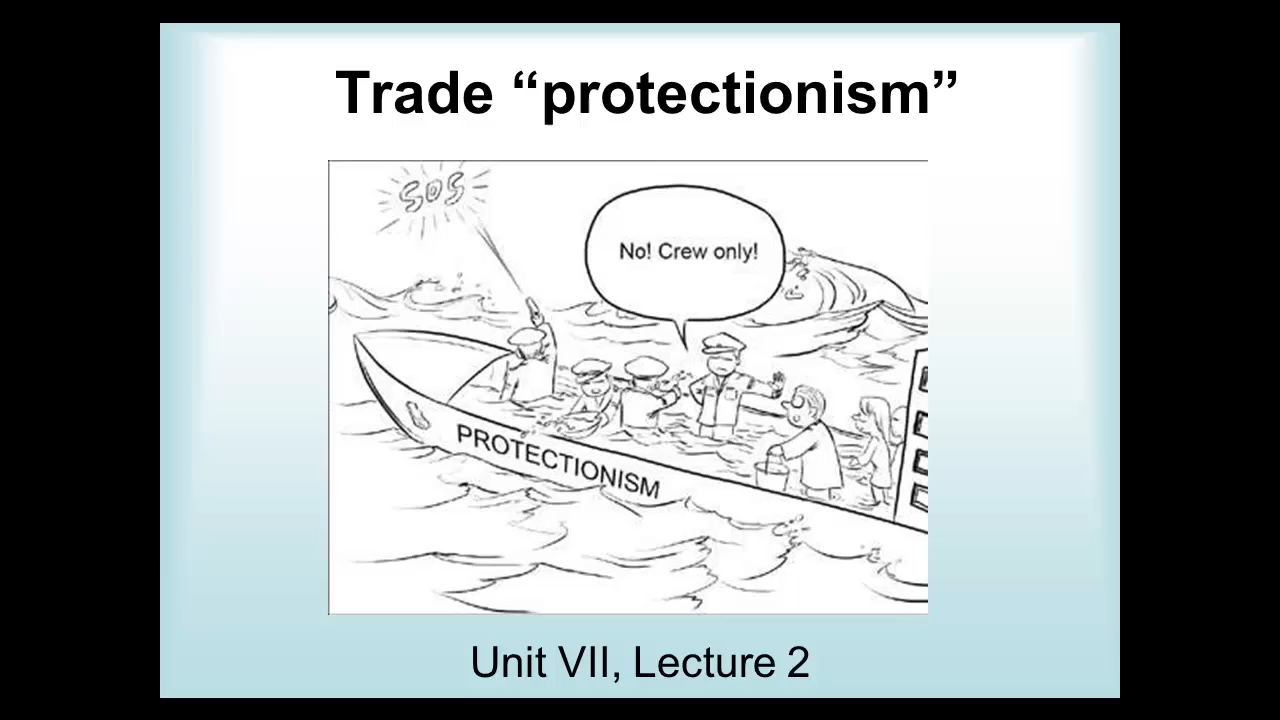 Trade “protectionism”
SOS
No! Crew only!
PROTECTIONISM
Unit VII, Lecture 2